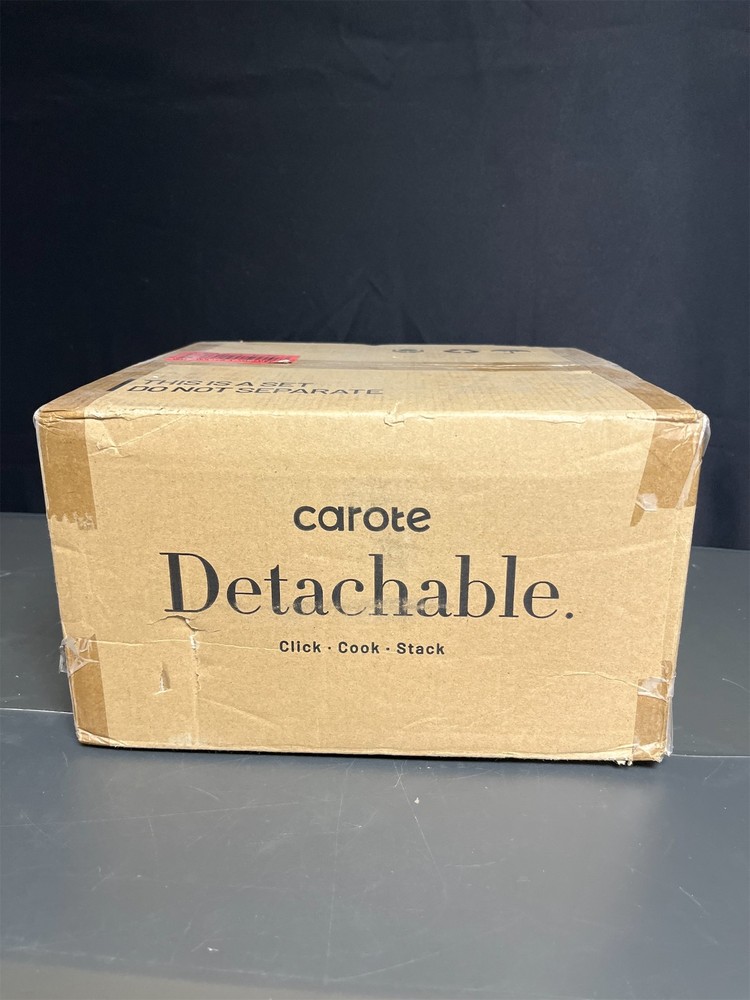 THIS IS A SET
DO NOT SEPARATE
carote
Detachable.
Click · Cook · Stack